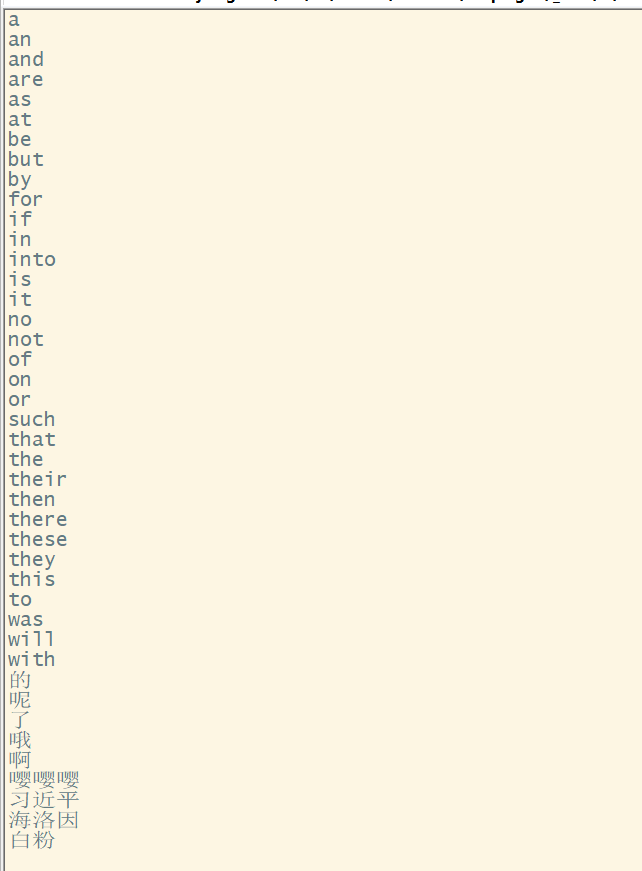 a
an
and
are
as
at
be
but
by
for
if
in
into
is
it
no
not
of
on
or
such
that
the
their
then
there
these
they
this
to
was
will
with
的
呢
了
哦
啊
嘤嘤嘤
习近平
海洛因
白粉